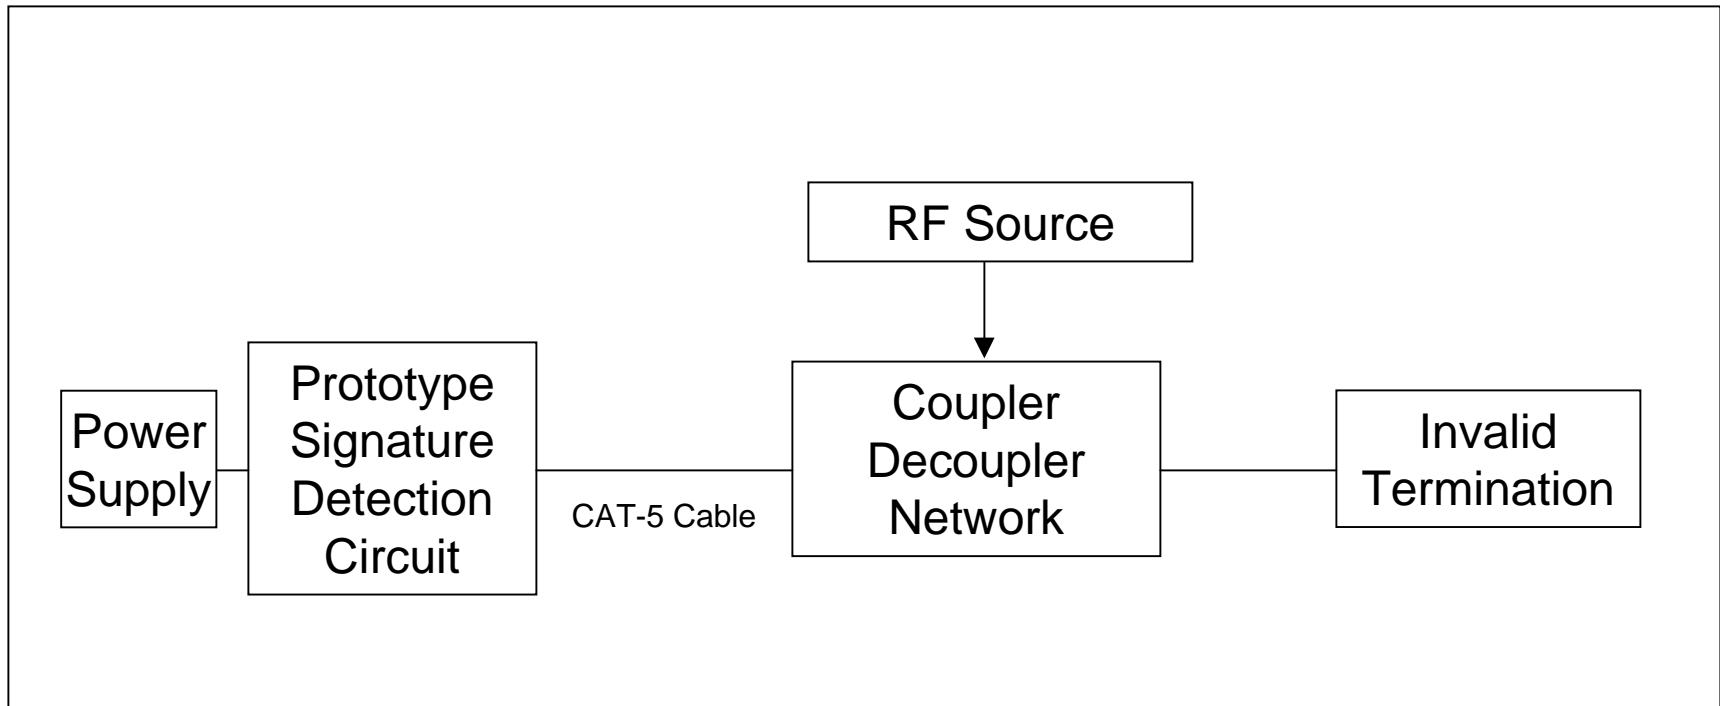 RF Source
Power
Supply
Prototype
Signature
Detection
Circuit
CAT-5 Cable
Coupler
Decoupler
Network
Invalid
Termination